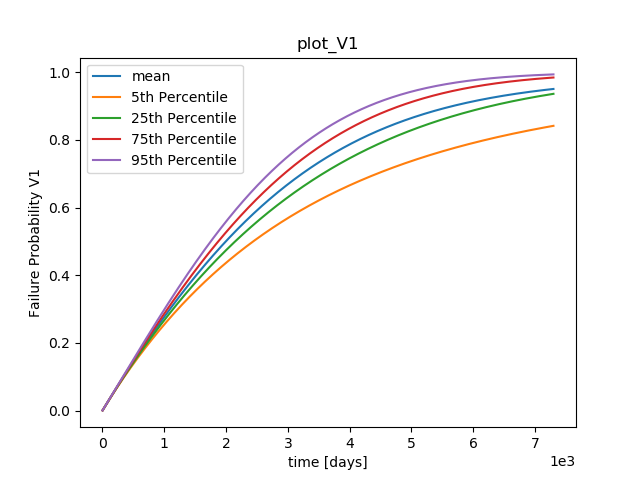 plot_V1
mean
5th Percentile
25th Percentile
75th Percentile
95th Percentile
Failure Probability V1
1.0
0.8
0.6
0.4
0.2
0.0
0 1 2 3 4 5 6 7
1e3
time [days]